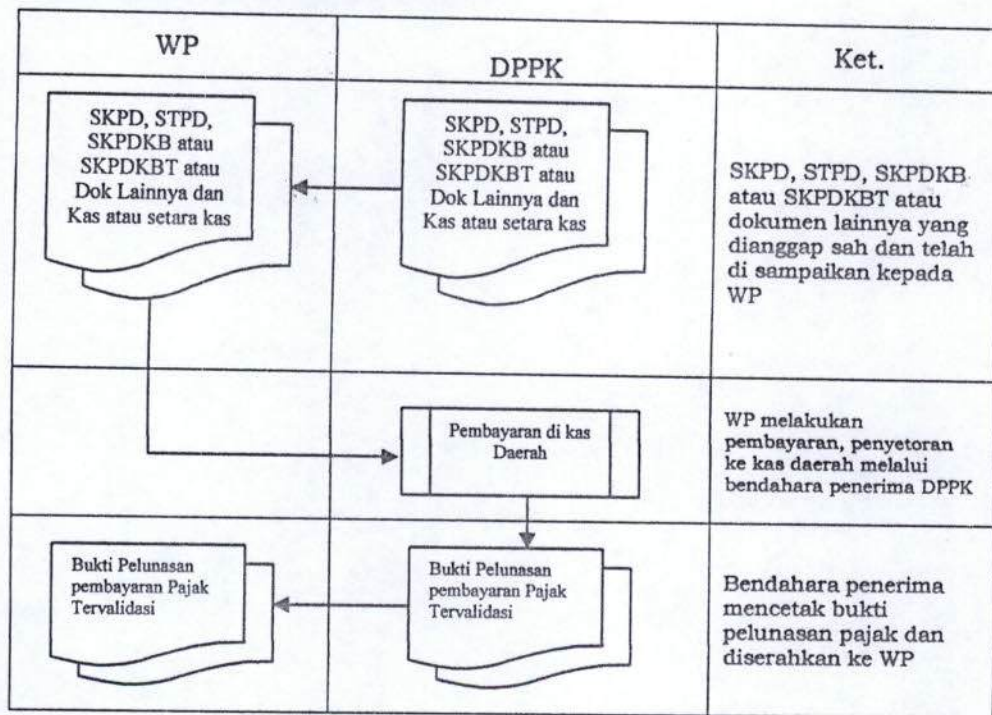 WP
DPPK
Ket.
SKPD, STPD,
SKPDKB atau
SKPDKBT atau
Dok Lainnya dan
Kas atau setara kas
SKPD, STPD,
SKPDKB atau
SKPDKBT atau
Dok Lainnya dan
Kas atau setara kas
SKPD, STPD, SKPDKB
atau SKPDKBT atau
dokumen lainnya yang
dianggap sah dan telah
di sampaikan kepada
WP
Pembayaran di kas
Daerah
WP melakukan
pembayaran, penyetoran
ke kas daerah melalui
bendahara penerima DPPK
Bukti Pelunasan
pembayaran Pajak
Tervalidasi
Bukti Pelunasan
pembayaran Pajak
Tervalidasi
Bendahara penerima
mencetak bukti
pelunasan pajak dan
diserahkan ke WP